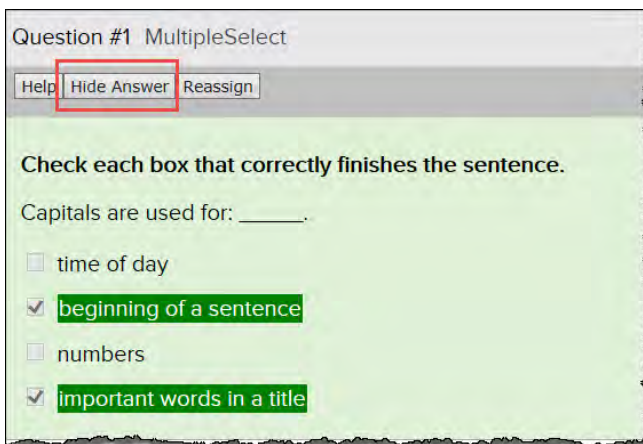 Question #1 MultipleSelect
Help Hide Answer Reassign
Check each box that correctly finishes the sentence.
Capitals are used for: ______.
time of day
beginning of a sentence
numbers
important words in a title